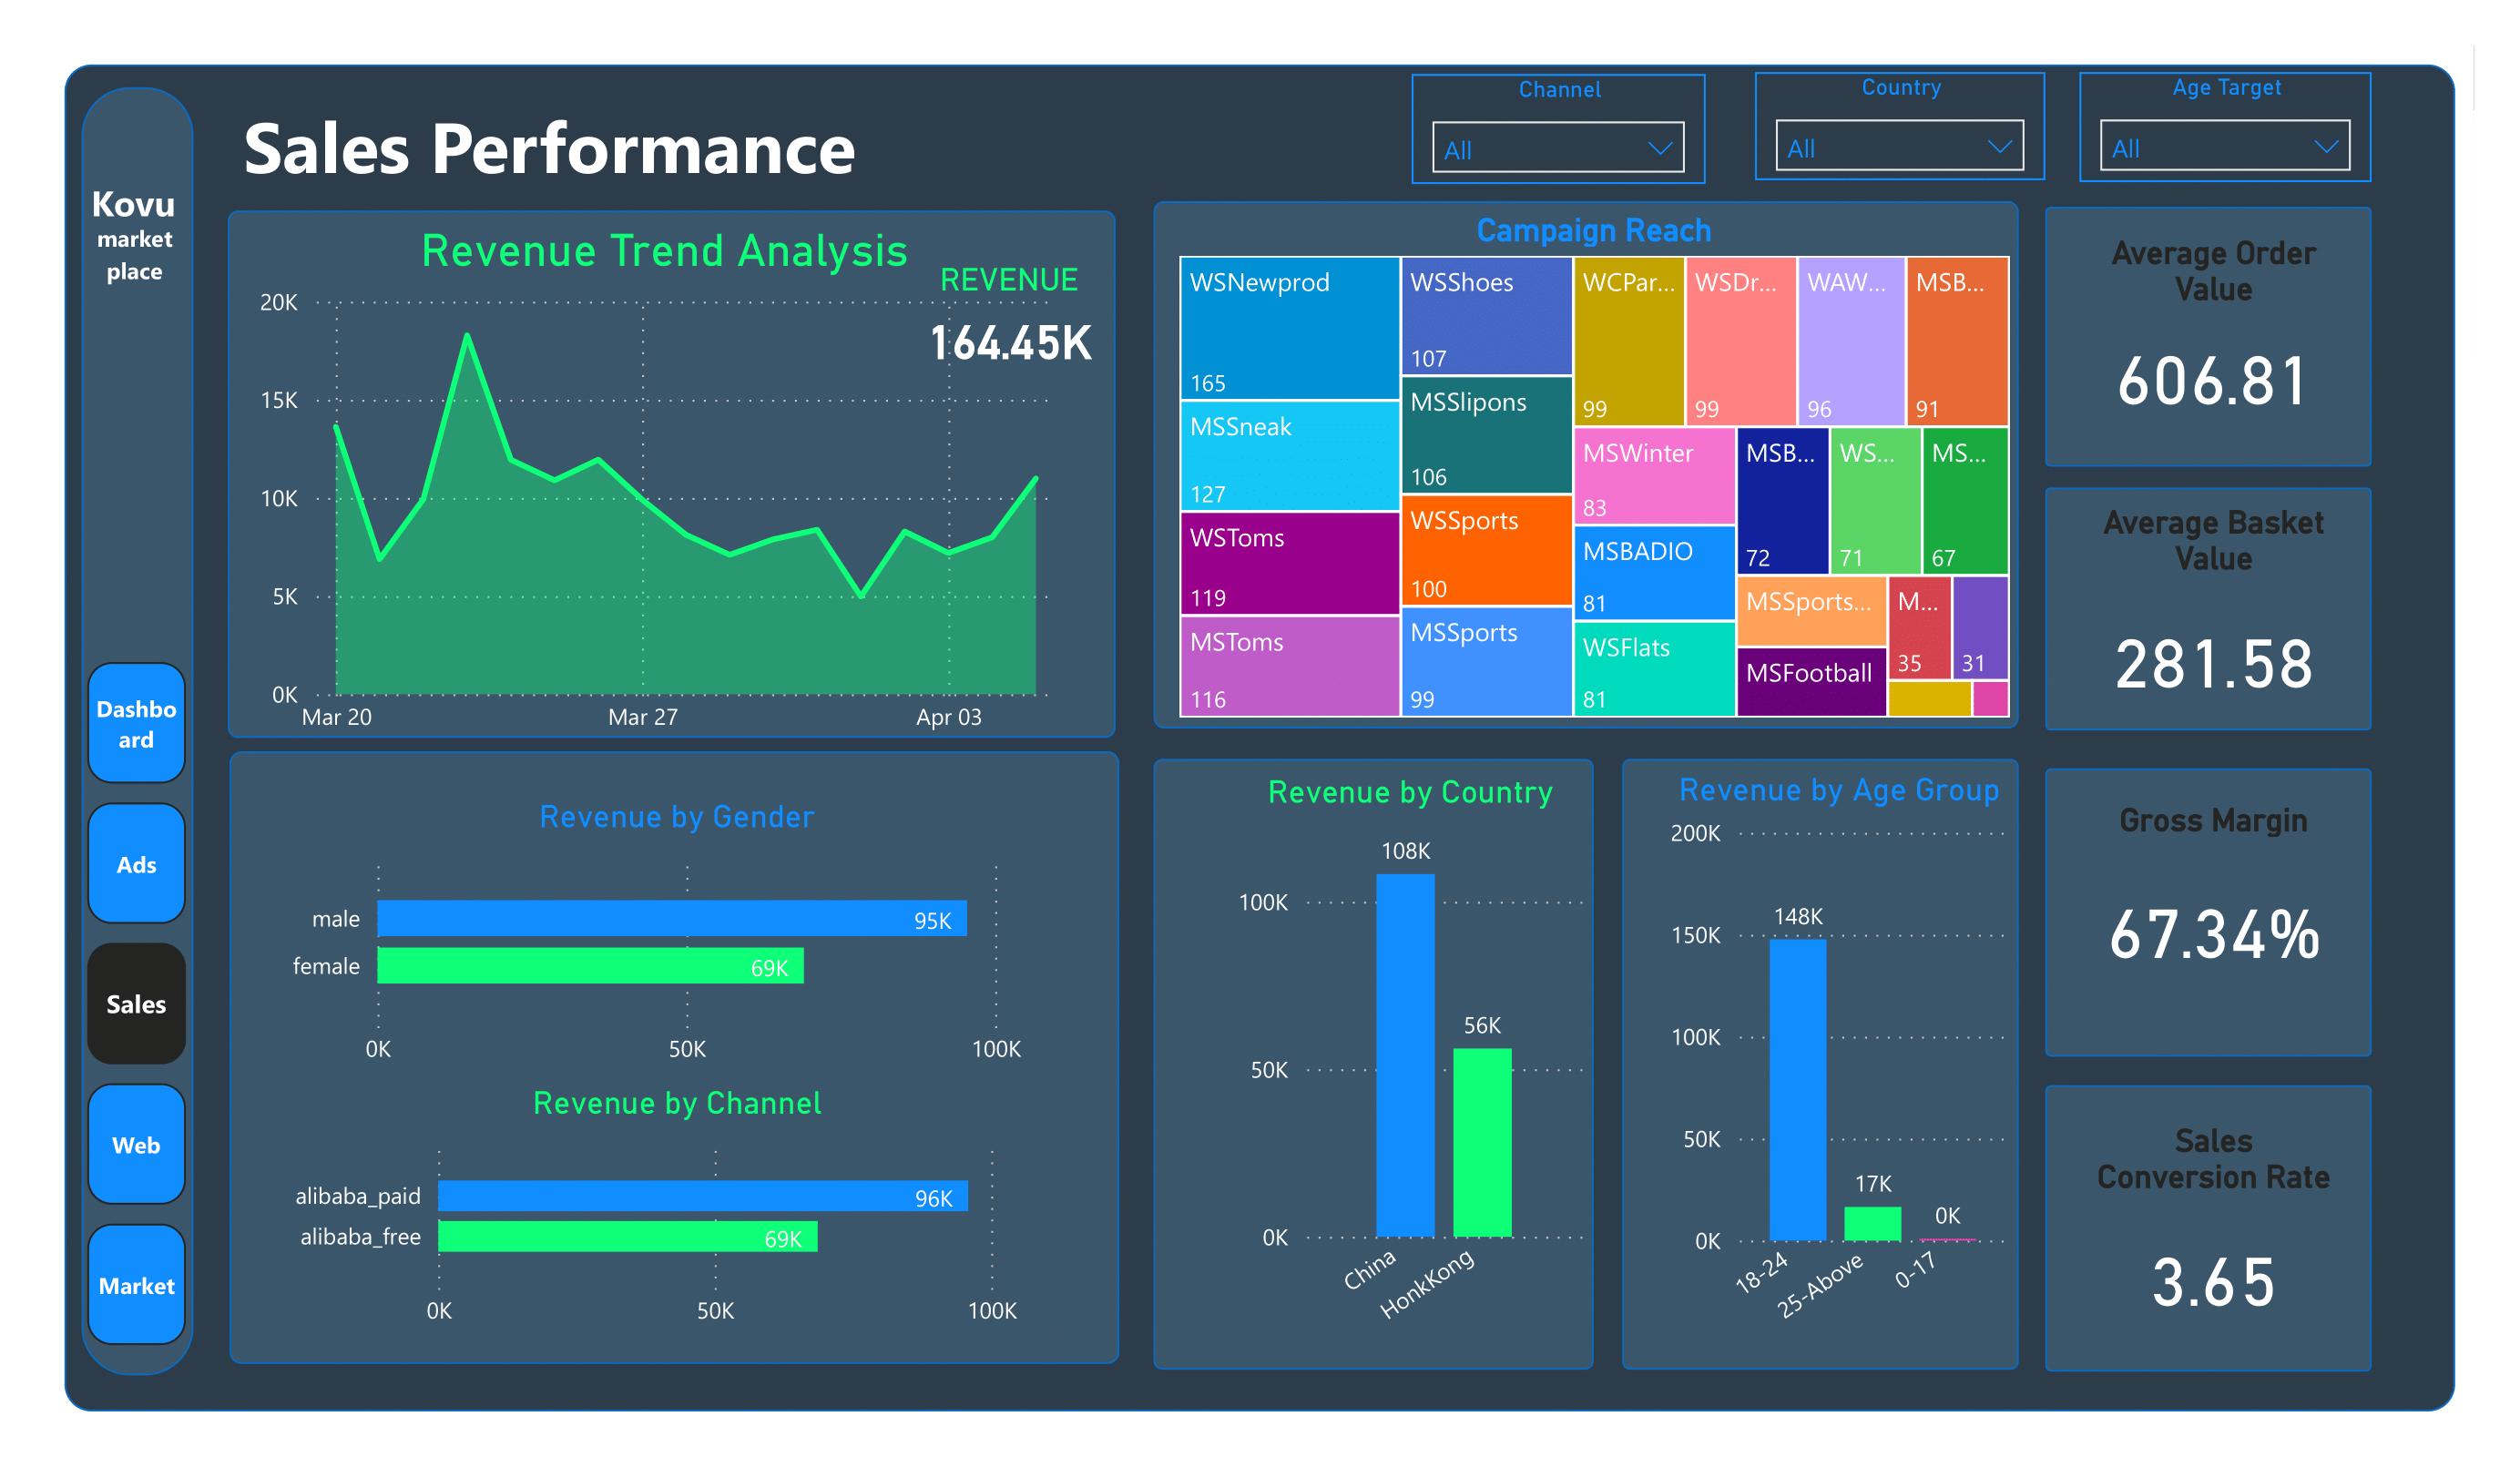 Kovu
market
place
Dashbo
ard
Ads
Sales
Web
Market
Sales Performance
Channel
All
Country
All
Age Target
All
Revenue Trend Analysis
REVENUE
164.45K
20K
15K
10K
5K
0K
Mar 20
Mar 27
Apr 03
Campaign Reach
WSNewprod
165
MSSneak
127
WSToms
119
MSToms
116
WSShoes
107
MSSlipons
106
WSSports
100
MSSports
99
WCPar...
99
WSDr...
99
WAW...
96
MSB...
91
MSWinter
83
MSBADIO
81
WSFlats
81
MSB...
72
WS...
71
MS...
67
MSSports...
MSFootball
M...
35
31
Average Order
Value
606.81
Average Basket
Value
281.58
Gross Margin
67.34%
Sales
Conversion Rate
3.65
Revenue by Gender
male
95K
female
69K
0K
50K
100K
Revenue by Channel
alibaba_paid
96K
alibaba_free
69K
0K
50K
100K
Revenue by Country
108K
100K
56K
50K
0K
China
HonkKong
Revenue by Age Group
200K
148K
150K
100K
50K
17K
0K
0K
18-24
25-Above
0-17